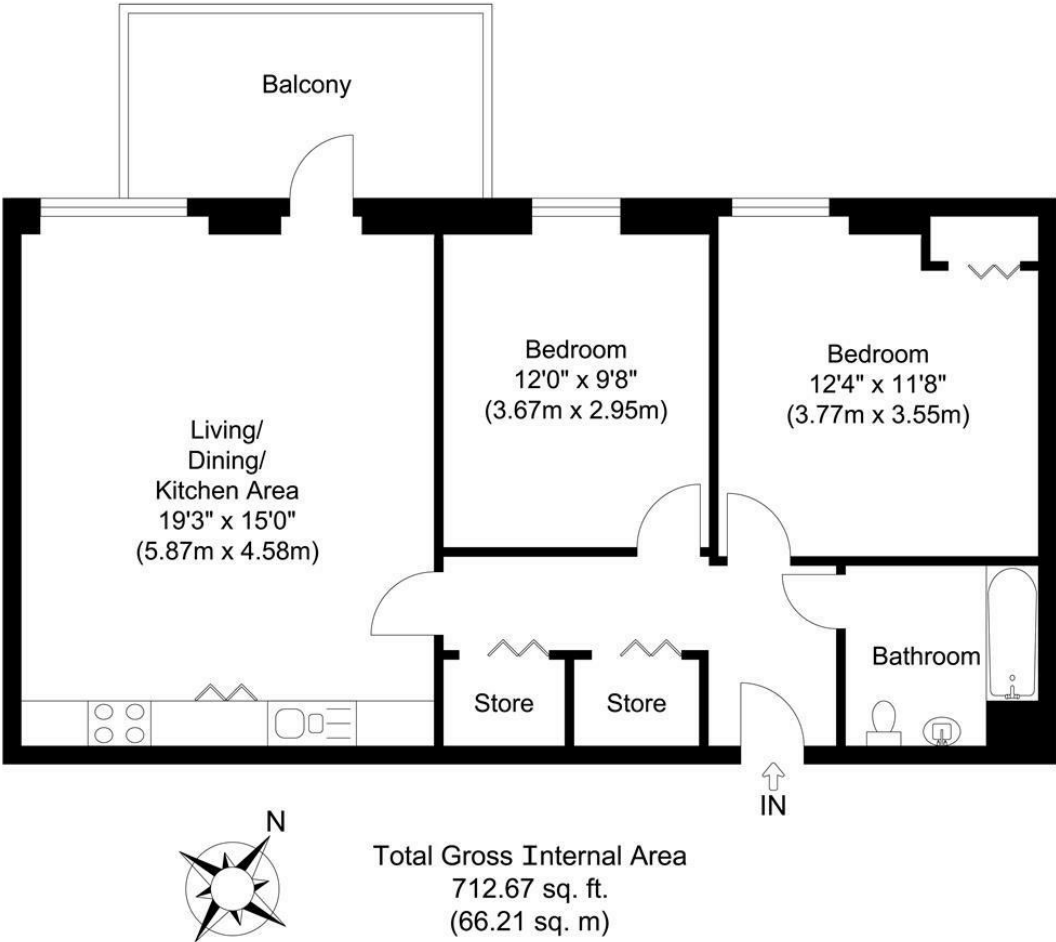 Balcony
Bedroom
12'0" x 9'8"
(3.67m x 2.95m)
Bedroom
12'4" x 11'8"
(3.77m x 3.55m)
Living/
Dining/
Kitchen Area
19'3" x 15'0"
(5.87m x 4.58m)
Bathroom
Store
Store
IN
N
Total Gross Internal Area
712.67 sq. ft.
(66.21 sq. m)